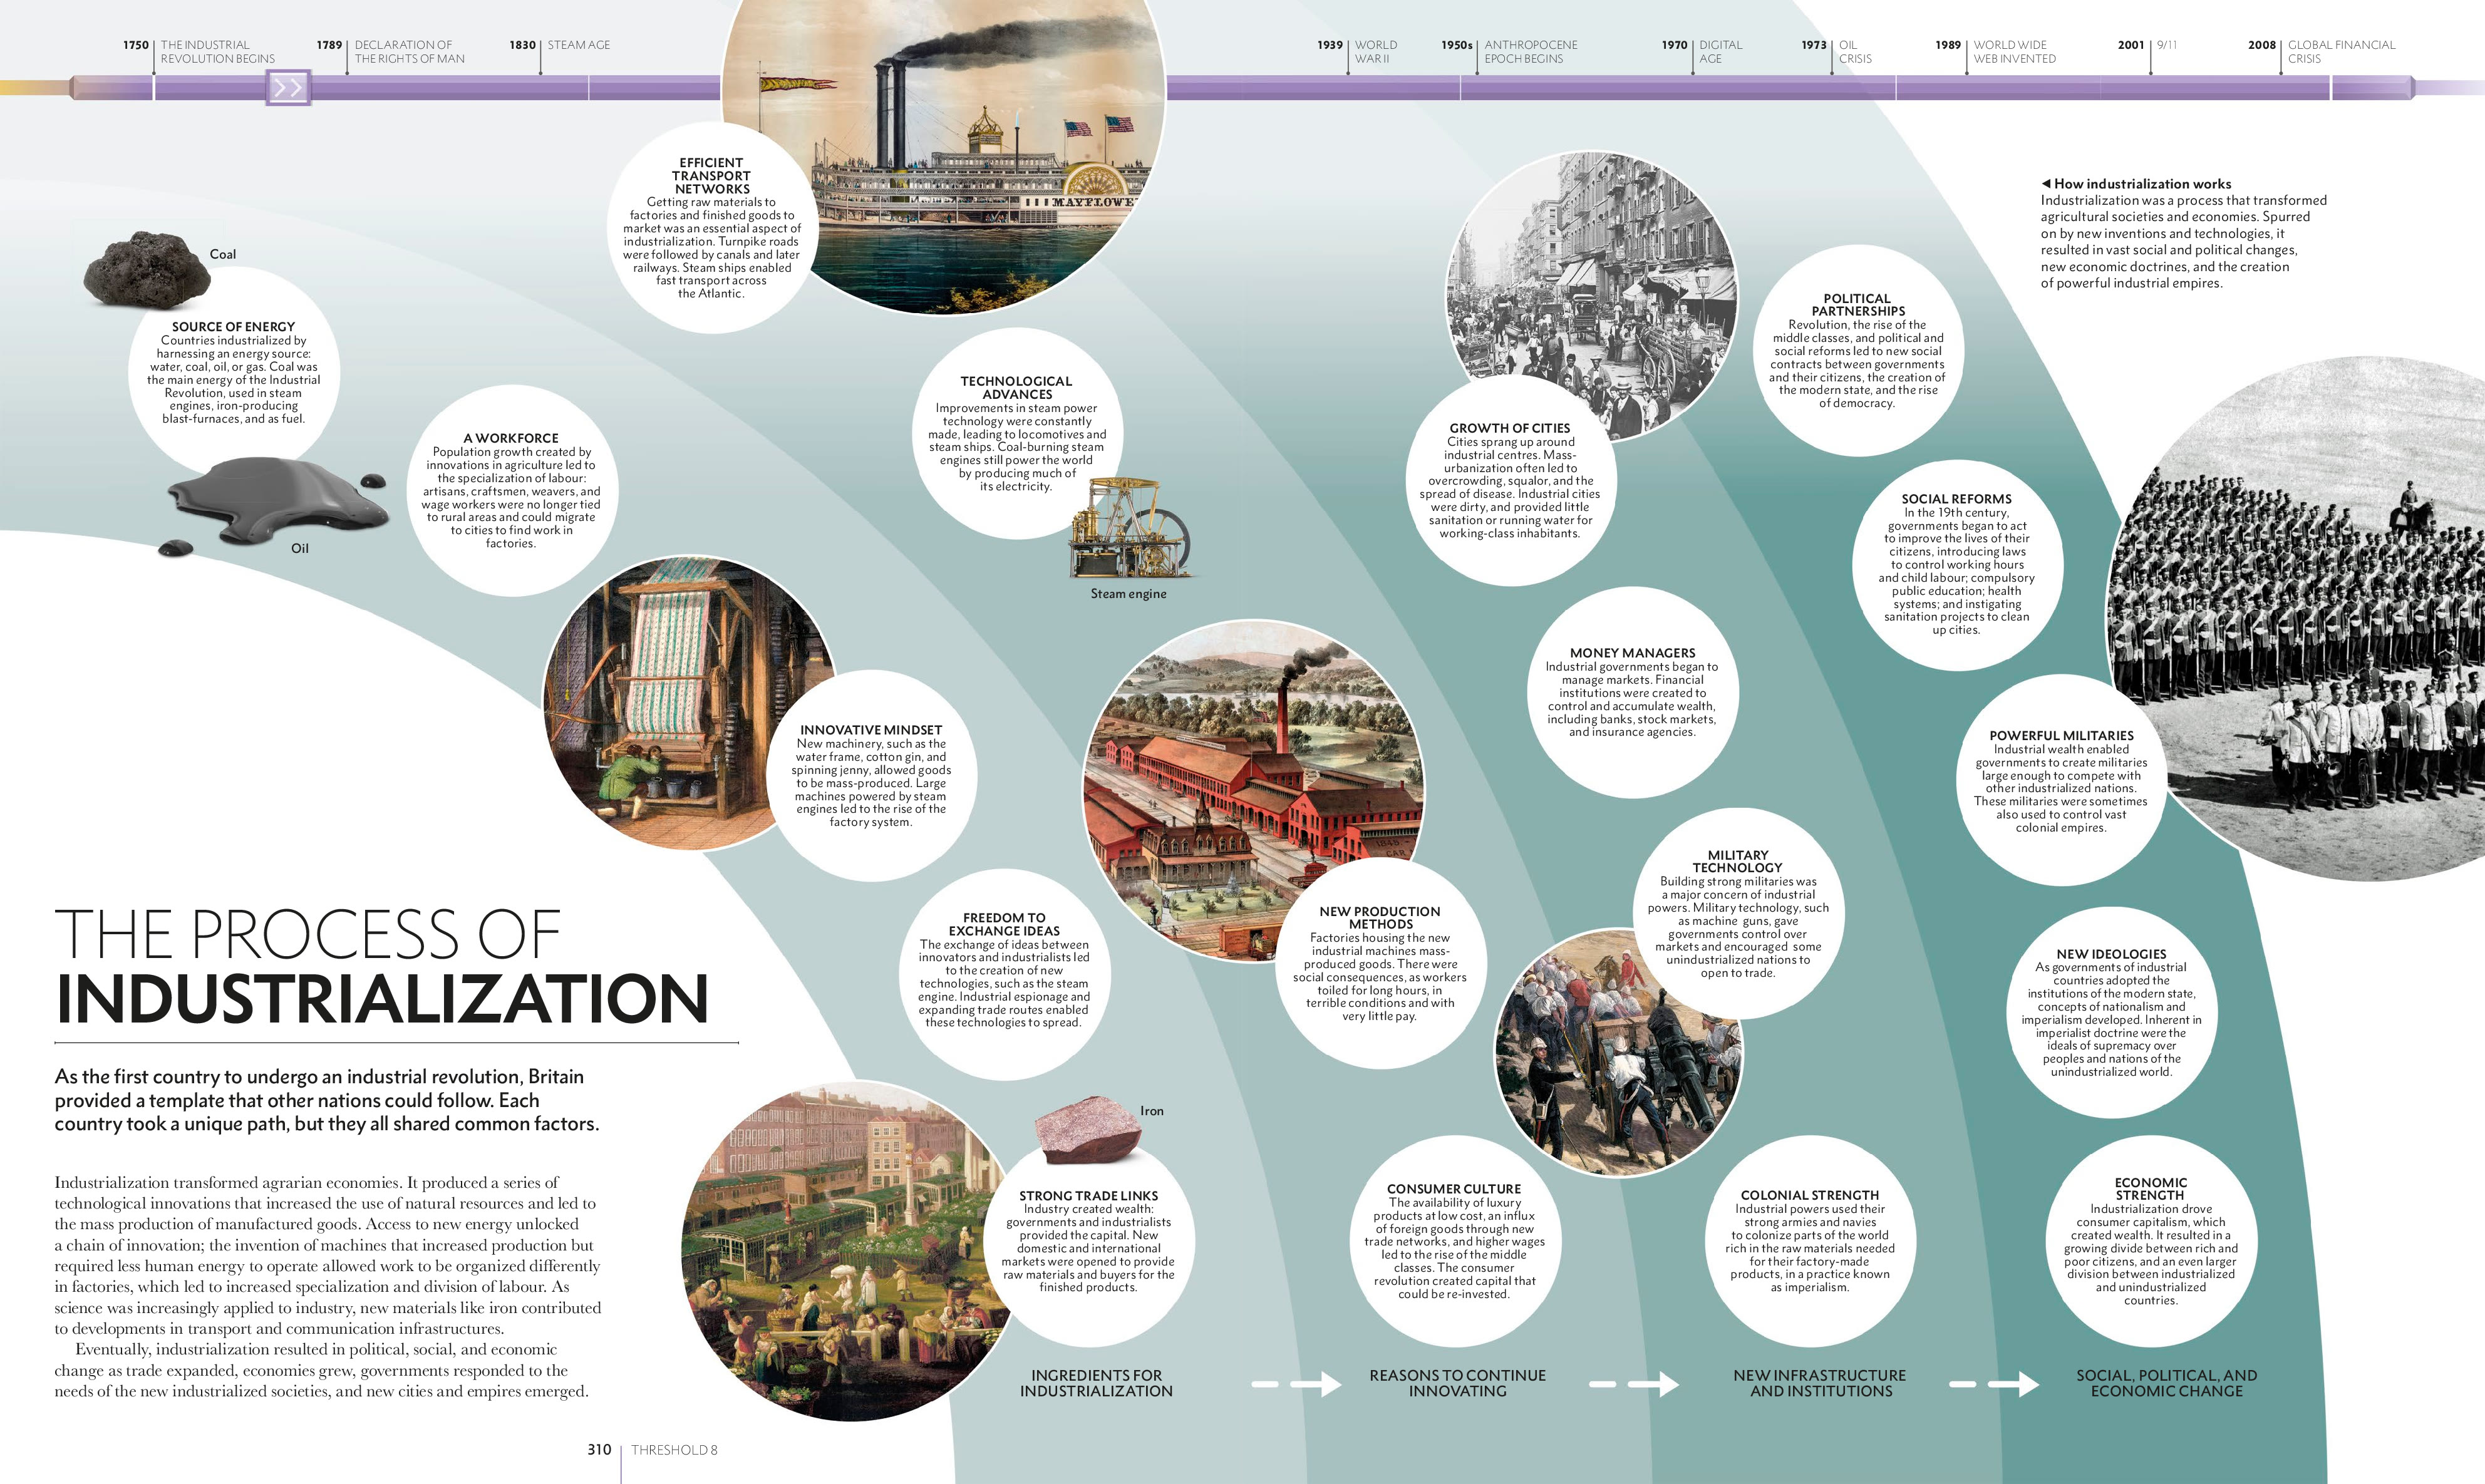 1750
THE INDUSTRIAL
REVOLUTION BEGINS
1789
DECLARATION OF
THE RIGHTS OF MAN
1830
STEAM AGE
1939
WORLD
WAR II
1950s
ANTHROPOCENE
EPOCH BEGINS
1970
DIGITAL
AGE
1973
OIL
CRISIS
1989
WORLD WIDE
WEB INVENTED
2001
9/11
2008
GLOBAL FINANCIAL
CRISIS
MAYFLOWE
Coal
SOURCE OF ENERGY
Countries industrialized by
harnessing an energy source:
water, coal, oil, or gas. Coal was
the main energy of the Industrial
Revolution, used in steam
engines, iron-producing
blast-furnaces, and as fuel.
Oil
A WORKFORCE
Population growth created by
innovations in agriculture led to
the specialization of labour:
artisans, craftsmen, weavers, and
wage workers were no longer tied
to rural areas and could migrate
to cities to find work in
factories.
EFFICIENT
TRANSPORT
NETWORKS
Getting raw materials to
factories and finished goods to
market was an essential aspect of
industrialization. Turnpike roads
were followed by canals and later
railways. Steam ships enabled
fast transport across
the Atlantic.
TECHNOLOGICAL
ADVANCES
Improvements in steam power
technology were constantly
made, leading to locomotives and
steam ships. Coal-burning steam
engines still power the world
by producing much of
its electricity.
Steam engine
INNOVATIVE MINDSET
New machinery, such as the
water frame, cotton gin, and
spinning jenny, allowed goods
to be mass-produced. Large
machines powered by steam
engines led to the rise of the
factory system.
FREEDOM TO
EXCHANGE IDEAS
The exchange of ideas between
innovators and industrialists led
to the creation of new
technologies, such as the steam
engine. Industrial espionage and
expanding trade routes enabled
these technologies to spread.
Iron
STRONG TRADE LINKS
Industry created wealth:
governments and industrialists
provided the capital. New
domestic and international
markets were opened to provide
raw materials and buyers for the
finished products.
NEW PRODUCTION
METHODS
Factories housing the new
industrial machines mass-
produced goods. There were
social consequences, as workers
toiled for long hours, in
terrible conditions and with
very little pay.
CONSUMER CULTURE
The availability of luxury
products at low cost, an influx
of foreign goods through new
trade networks, and higher wages
led to the rise of the middle
classes. The consumer
revolution created capital that
could be re-invested.
GROWTH OF CITIES
Cities sprang up around
industrial centres. Mass-
urbanization often led to
overcrowding, squalor, and the
spread of disease. Industrial cities
were dirty, and provided little
sanitation or running water for
working-class inhabitants.
MONEY MANAGERS
Industrial governments began to
manage markets. Financial
institutions were created to
control and accumulate wealth,
including banks, stock markets,
and insurance agencies.
MILITARY
TECHNOLOGY
Building strong militaries was
a major concern of industrial
powers. Military technology, such
as machine guns, gave
governments control over
markets and encouraged some
unindustrialized nations to
open to trade.
COLONIAL STRENGTH
Industrial powers used their
strong armies and navies
to colonize parts of the world
rich in the raw materials needed
for their factory-made
products, in a practice known
as imperialism.
POLITICAL
PARTNERSHIPS
Revolution, the rise of the
middle classes, and political and
social reforms led to new social
contracts between governments
and their citizens, the creation of
the modern state, and the rise
of democracy.
SOCIAL REFORMS
In the 19th century,
governments began to act
to improve the lives of their
citizens, introducing laws
to control working hours
and child labour; compulsory
public education; health
systems; and instigating
sanitation projects to clean
up cities.
POWERFUL MILITARIES
Industrial wealth enabled
governments to create militaries
large enough to compete with
other industrialized nations.
These militaries were sometimes
also used to control vast
colonial empires.
NEW IDEOLOGIES
As governments of industrial
countries adopted the
institutions of the modern state,
concepts of nationalism and
imperialism developed. Inherent in
imperialist doctrine were the
ideals of supremacy over
peoples and nations of the
unindustrialized world.
ECONOMIC
STRENGTH
Industrialization drove
consumer capitalism, which
created wealth. It resulted in a
growing divide between rich and
poor citizens, and an even larger
division between industrialized
and unindustrialized
countries.
◀ How industrialization works
Industrialization was a process that transformed
agricultural societies and economies. Spurred
on by new inventions and technologies, it
resulted in vast social and political changes,
new economic doctrines, and the creation
of powerful industrial empires.
THE PROCESS OF
INDUSTRIALIZATION
As the first country to undergo an industrial revolution, Britain
provided a template that other nations could follow. Each
country took a unique path, but they all shared common factors.
Industrialization transformed agrarian economies. It produced a series of
technological innovations that increased the use of natural resources and led to
the mass production of manufactured goods. Access to new energy unlocked
a chain of innovation; the invention of machines that increased production but
required less human energy to operate allowed work to be organized differently
in factories, which led to increased specialization and division of labour. As
science was increasingly applied to industry, new materials like iron contributed
to developments in transport and communication infrastructures.
Eventually, industrialization resulted in political, social, and economic
change as trade expanded, economies grew, governments responded to the
needs of the new industrialized societies, and new cities and empires emerged.
INGREDIENTS FOR
INDUSTRIALIZATION
REASONS TO CONTINUE
INNOVATING
NEW INFRASTRUCTURE
AND INSTITUTIONS
SOCIAL, POLITICAL, AND
ECONOMIC CHANGE
310
THRESHOLD 8